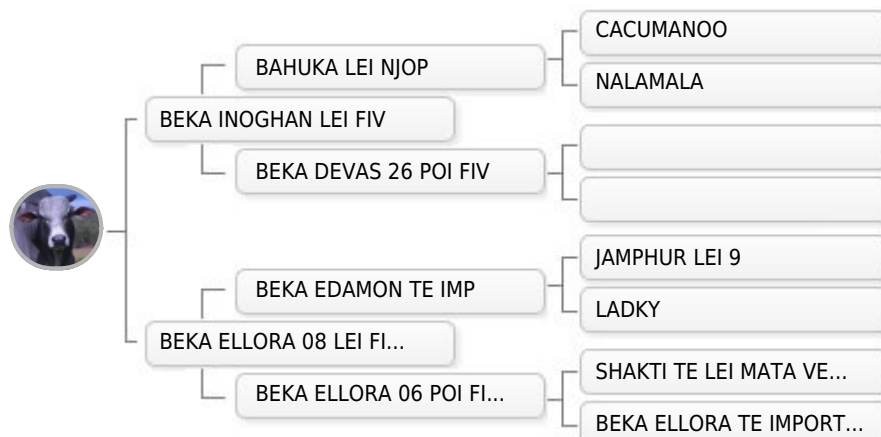 CACUMANOO
BAHUKA LEI NJOP
NALAMALA
BEKA INOGHAN LEI FIV
BEKA DEVAS 26 POI FIV
JAMPHUR LEI 9
BEKA EDAMON TE IMP
LADKY
BEKA ELLORA 08 LEI FI...
SHAKTI TE LEI MATA VE...
BEKA ELLORA 06 POI FI...
BEKA ELLORA TE IMPORT...